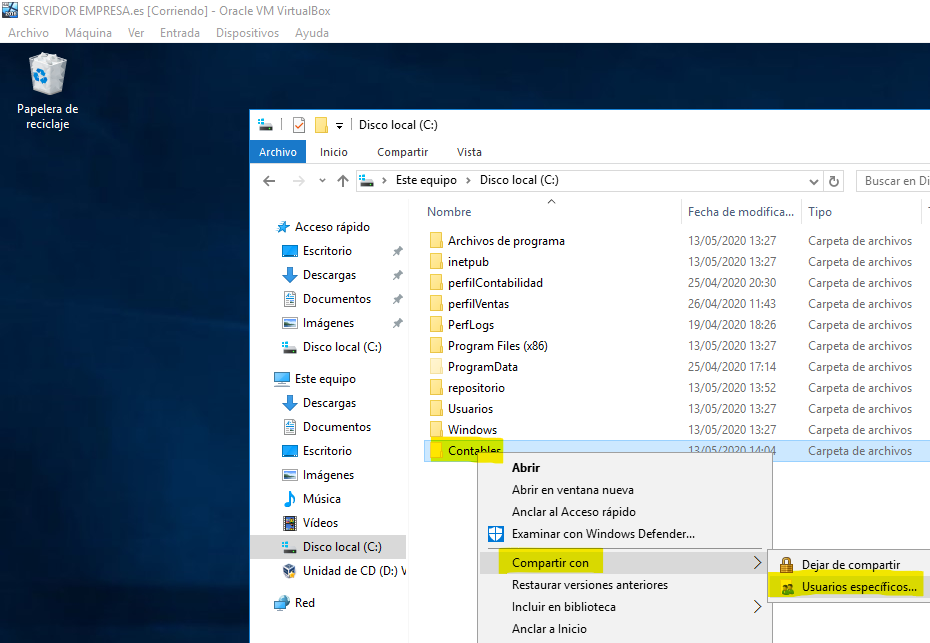 SERVIDOR EMPRESA.es [Corriendo] - Oracle VM VirtualBox
Archivo Máquina Ver Entrada Dispositivos Ayuda
Papelera de
reciclaje
Disco local (C:)
Archivo Inicio Compartir Vista
Este equipo Disco local (C:)
Buscar en Di
Acceso rápido
Escritorio
Descargas
Documentos
Imágenes
Disco local (C:)
Este equipo
Descargas
Documentos
Escritorio
Imágenes
Música
Vídeos
Disco local (C:)
Unidad de CD (D:) V
Red
Nombre Fecha de modifica... Tipo
Archivos de programa 13/05/2020 13:27 Carpeta de archivos
inetpub 13/05/2020 13:27 Carpeta de archivos
perfilContabilidad 25/04/2020 20:30 Carpeta de archivos
perfilVentas 26/04/2020 11:43 Carpeta de archivos
PerfLogs 19/04/2020 18:26 Carpeta de archivos
Program Files (x86) 13/05/2020 13:27 Carpeta de archivos
ProgramData 25/04/2020 17:14 Carpeta de archivos
repositorio 13/05/2020 13:52 Carpeta de archivos
Usuarios 13/05/2020 13:27 Carpeta de archivos
Windows 13/05/2020 13:27 Carpeta de archivos
Contables 13/05/2020 14:04 Carpeta de archivos
Abrir
Abrir en ventana nueva
Anclar al Acceso rápido
Examinar con Windows Defender...
Compartir con
Restaurar versiones anteriores
Incluir en biblioteca
Anclar a Inicio
Dejar de compartir
Usuarios específicos...